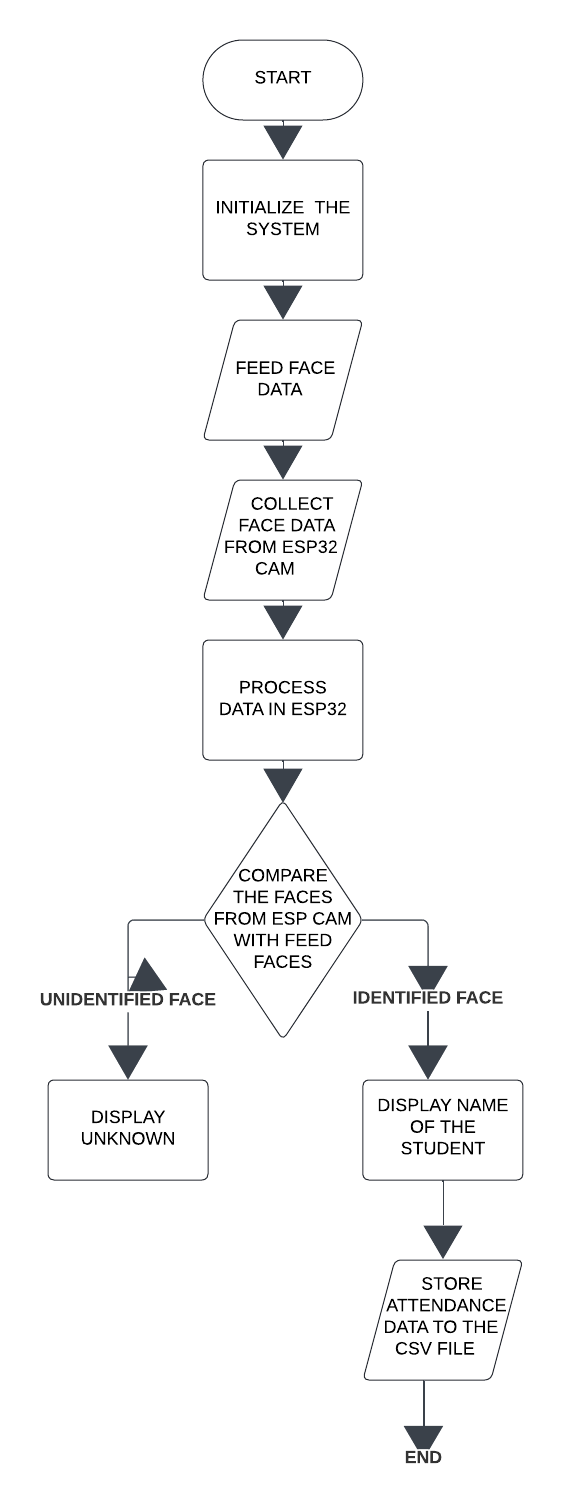 START
INITIALIZE THE
SYSTEM
FEED FACE
DATA
COLLECT
FACE DATA
FROM ESP32
CAM
PROCESS
DATA IN ESP32
COMPARE
THE FACES
FROM ESP CAM
WITH FEED
FACES
UNIDENTIFIED FACE
IDENTIFIED FACE
DISPLAY
UNKNOWN
DISPLAY NAME
OF THE
STUDENT
STORE
ATTENDANCE
DATA TO THE
CSV FILE
END